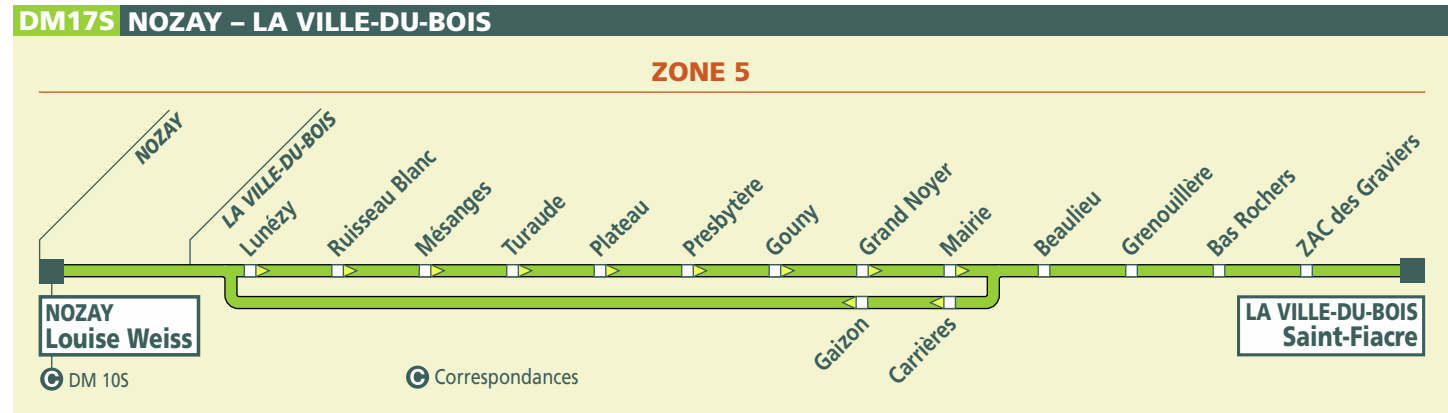 DM17S NOZAY – LA VILLE-DU-BOIS
ZONE 5
NOZAY
LA VILLE-DU-BOIS
Lunézy
Ruisseau Blanc
Mésanges
Turaude
Plateau
Presbytère
Gouny
Grand Noyer
Mairie
Beaulieu
Grenouillère
Bas Rochers
ZAC des Graviers
NOZAY
Louise Weiss
Gaizon
Carrières
LA VILLE-DU-BOIS
Saint-Fiacre
C DM 10S
C Correspondances